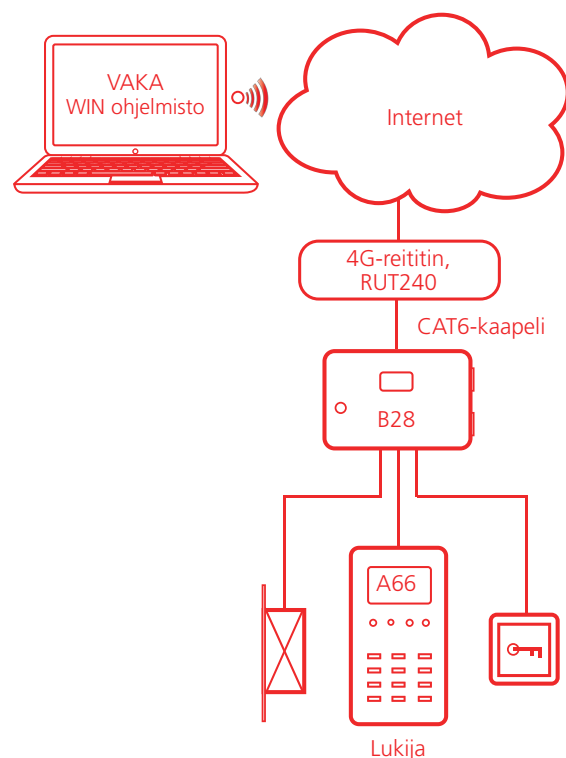 VAKA
WIN ohjelmisto
Internet
4G-reititin,
RUT240
CAT6-kaapeli
B28
A66
Lukija